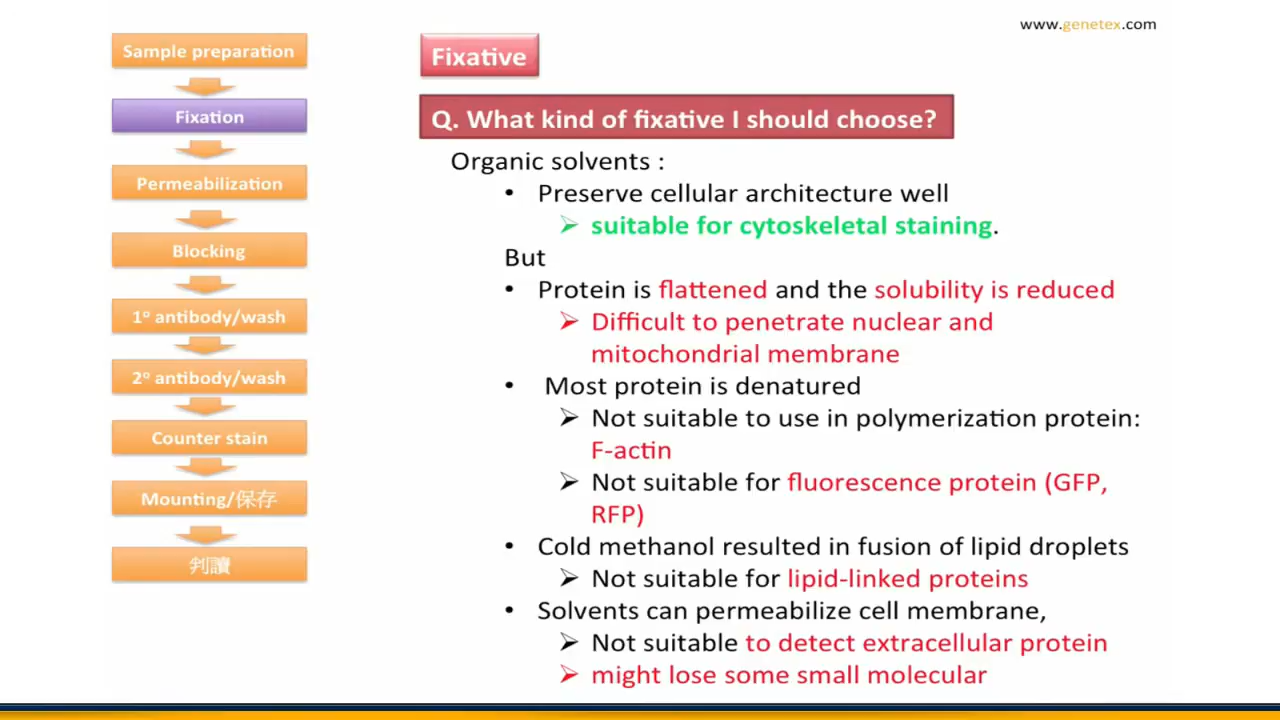 www.genetex.com
Sample preparation
Fixation
Permeabilization
Blocking
1º antibody/wash
2º antibody/wash
Counter stain
Mounting/保存
判讀
Fixative
Q. What kind of fixative I should choose?
Organic solvents :
• Preserve cellular architecture well
➢ suitable for cytoskeletal staining.
But
• Protein is flattened and the solubility is reduced
➢ Difficult to penetrate nuclear and
mitochondrial membrane
• Most protein is denatured
➢ Not suitable to use in polymerization protein:
F-actin
➢ Not suitable for fluorescence protein (GFP,
RFP)
• Cold methanol resulted in fusion of lipid droplets
➢ Not suitable for lipid-linked proteins
• Solvents can permeabilize cell membrane,
➢ Not suitable to detect extracellular protein
➢ might lose some small molecular